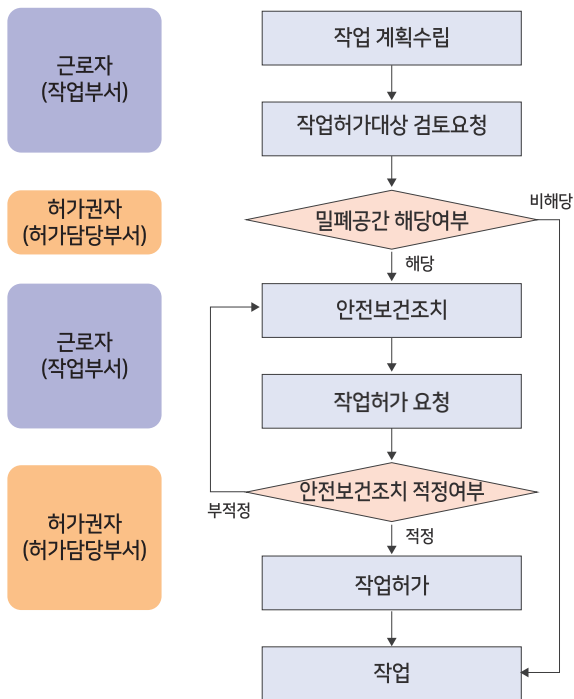 근로자
(작업부서)
작업 계획수립
작업허가대상 검토요청
허가권자
(허가담당부서)
밀폐공간 해당여부
비해당
해당
근로자
(작업부서)
안전보건조치
작업허가 요청
허가권자
(허가담당부서)
안전보건조치 적정여부
부적정
적정
작업허가
작업